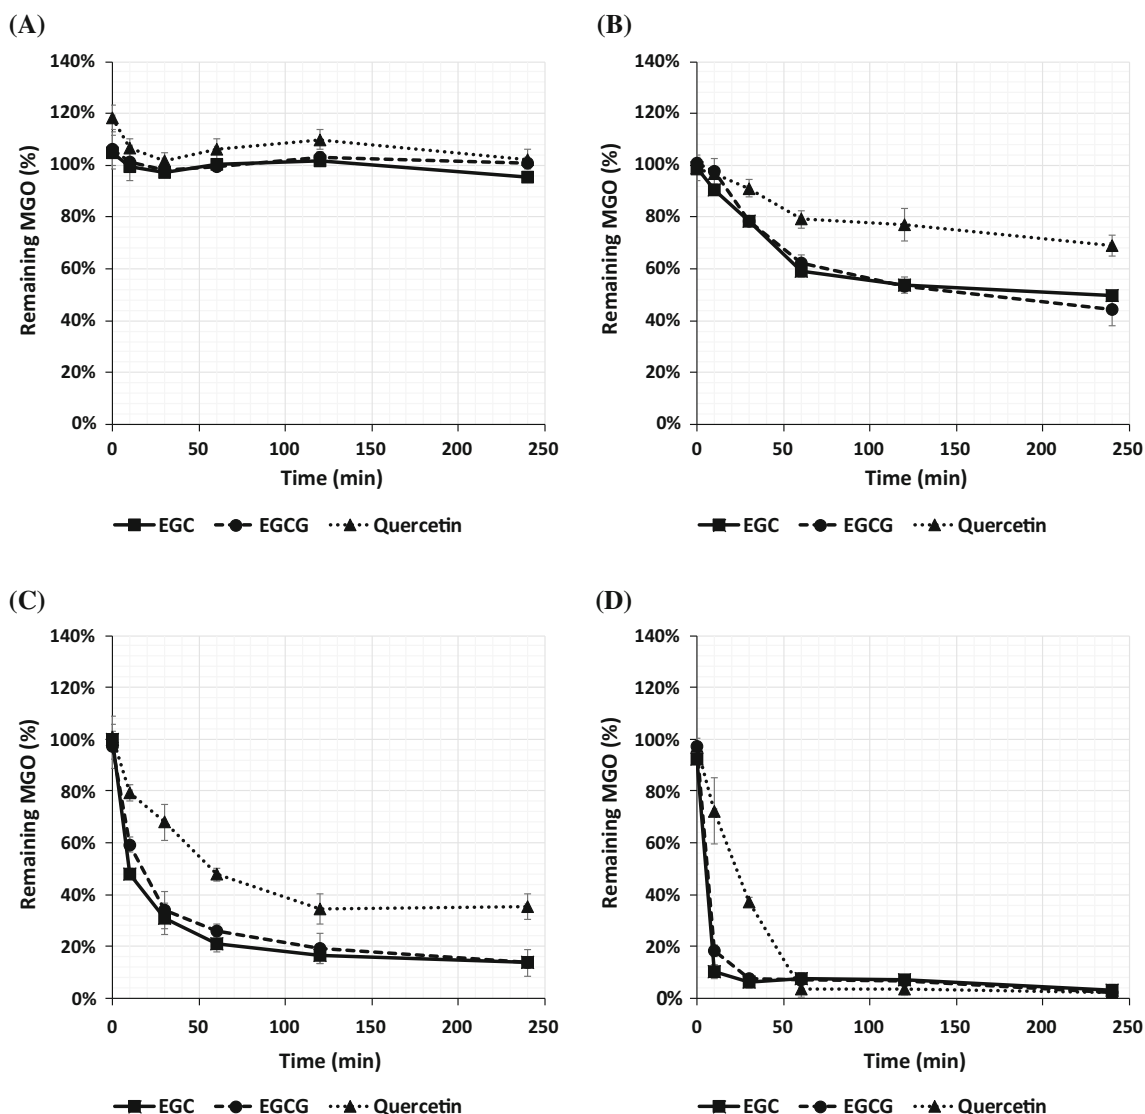 (A)
140%
120%
100%
80%
60%
40%
20%
0%
Remaining MGO (%)
0 50 100 150 200 250
Time (min)
EGC EGCG Quercetin
(B)
140%
120%
100%
80%
60%
40%
20%
0%
Remaining MGO (%)
0 50 100 150 200 250
Time (min)
EGC EGCG Quercetin
(C)
140%
120%
100%
80%
60%
40%
20%
0%
Remaining MGO (%)
0 50 100 150 200 250
Time (min)
EGC EGCG Quercetin
(D)
140%
120%
100%
80%
60%
40%
20%
0%
Remaining MGO (%)
0 50 100 150 200 250
Time (min)
EGC EGCG Quercetin